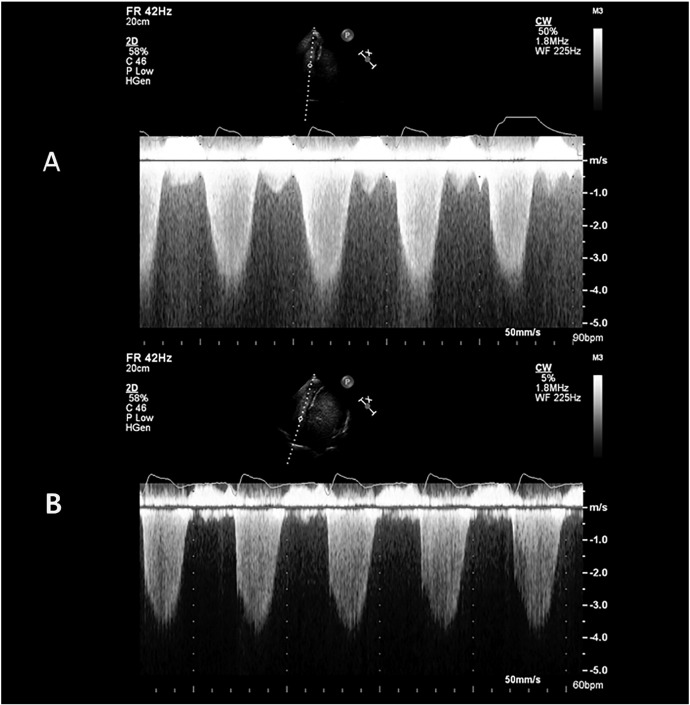 FR 42Hz
20cm
2D
58%
C 46
P Low
HGen
P
CW
50%
1.8MHz
WF 225Hz
M3
A
m/s
-1.0
-2.0
-3.0
-4.0
-5.0
50mm/s
90bpm
FR 42Hz
20cm
2D
58%
C 46
P Low
HGen
P
CW
5%
1.8MHz
WF 225Hz
M3
B
m/s
-1.0
-2.0
-3.0
-4.0
-5.0
50mm/s
60bpm